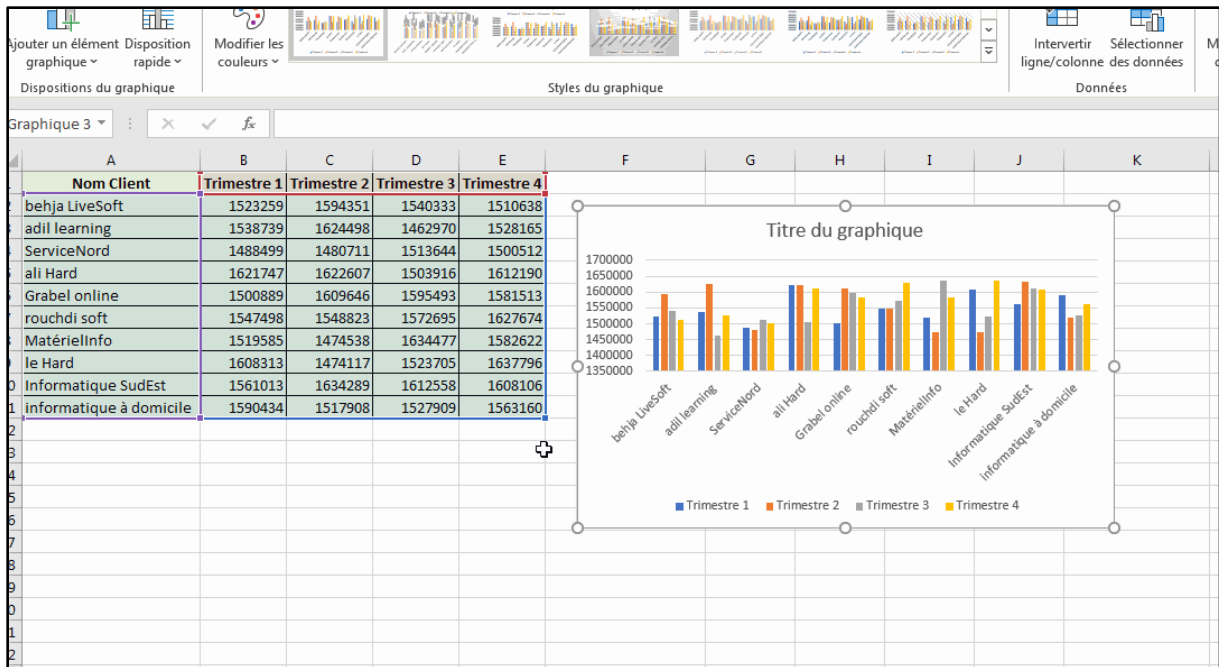 Ajouter un élément Disposition Modifier les Intervertir Sélectionner
graphique rapide couleurs ligne/colonne des données
Dispositions du graphique Styles du graphique Données
Graphique 3 fx
A B C D E F G H I J K
Nom Client Trimestre 1 Trimestre 2 Trimestre 3 Trimestre 4
behja LiveSoft 1523259 1594351 1540333 1510638
adil learning 1538739 1624498 1462970 1528165
ServiceNord 1488499 1480711 1513644 1500512
ali Hard 1621747 1622607 1503916 1612190
Grabel online 1500889 1609646 1595493 1581513
rouchdi soft 1547498 1548823 1572695 1627674
MatérielInfo 1519585 1474538 1634477 1582622
le Hard 1608313 1474117 1523705 1637796
Informatique SudEst 1561013 1634289 1612558 1608106
informatique à domicile 1590434 1517908 1527909 1563160
Titre du graphique
1700000
1650000
1600000
1550000
1500000
1450000
1400000
1350000
behja LiveSoft
adil learning
ServiceNord
ali Hard
Grabel online
rouchdi soft
MatérielInfo
le Hard
Informatique SudEst
informatique à domicile
Trimestre 1 Trimestre 2 Trimestre 3 Trimestre 4